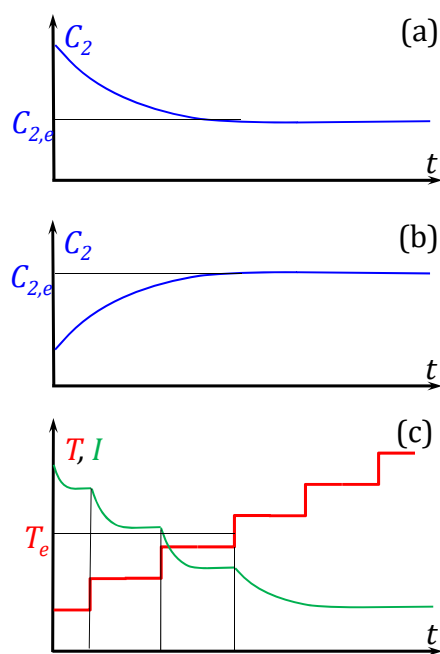 C₂ (a)
C₂,ₑ
t
(b)
C₂
C₂,ₑ
t
(c)
T, I
Tₑ
t